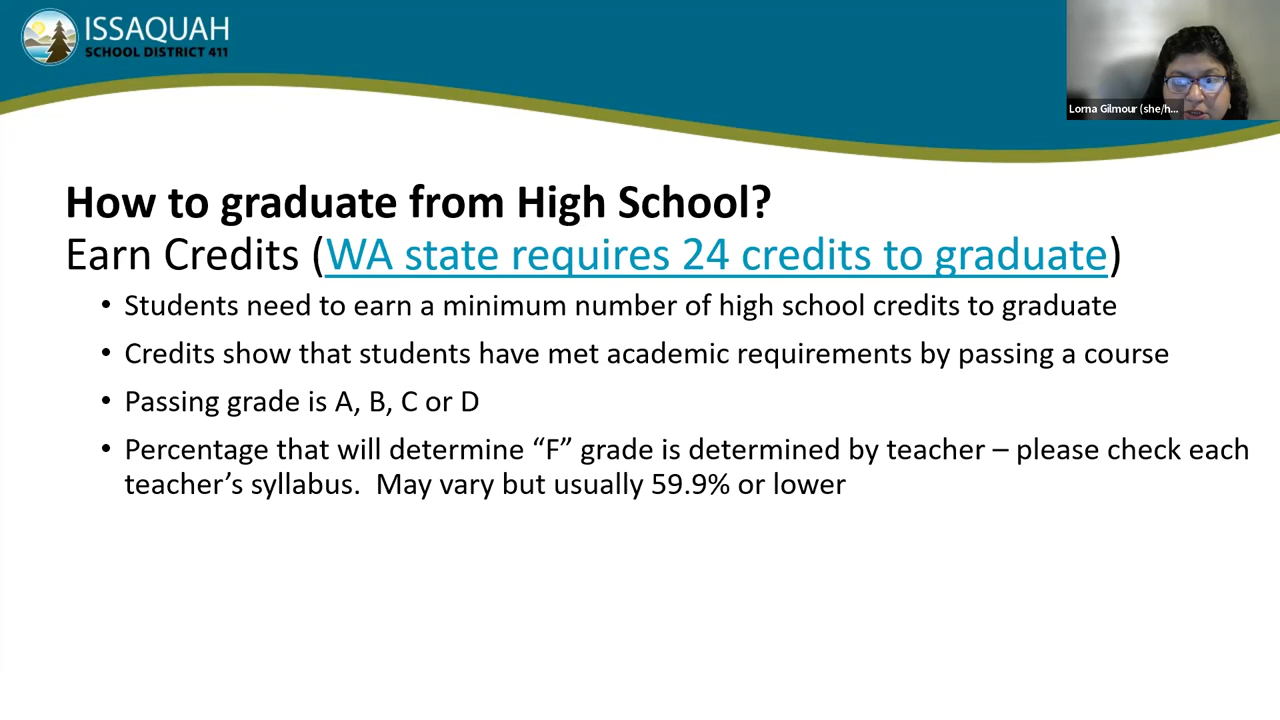 ISSAQUAH
SCHOOL DISTRICT 411
Lorna Gilmour (she/h...
How to graduate from High School?
Earn Credits (WA state requires 24 credits to graduate)
• Students need to earn a minimum number of high school credits to graduate
• Credits show that students have met academic requirements by passing a course
• Passing grade is A, B, C or D
• Percentage that will determine “F” grade is determined by teacher – please check each
teacher’s syllabus.  May vary but usually 59.9% or lower